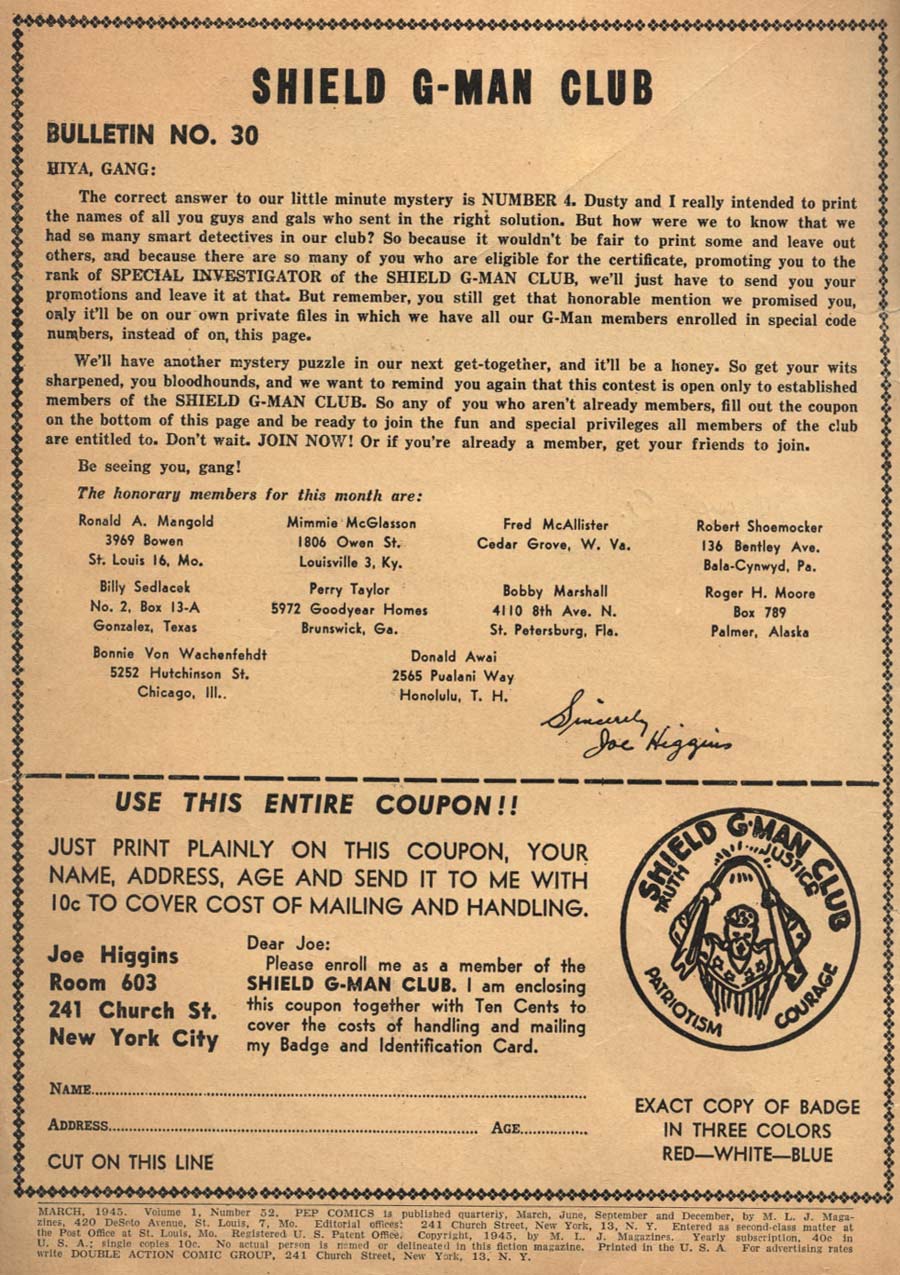 SHIELD G-MAN CLUB
BULLETIN NO. 30
HIYA, GANG:
The correct answer to our little minute mystery is NUMBER 4. Dusty and I really intended to print
the names of all you guys and gals who sent in the right solution. But how were we to know that we
had so many smart detectives in our club? So because it wouldn't be fair to print some and leave out
others, and because there are so many of you who are eligible for the certificate, promoting you to the
rank of SPECIAL INVESTIGATOR of the SHIELD G-MAN CLUB, we'll just have to send you your
promotions and leave it at that. But remember, you still get that honorable mention we promised you,
only it'll be on our own private files in which we have all our G-Man members enrolled in special code
numbers, instead of on, this page.
We'll have another mystery puzzle in our next get-together, and it'll be a honey. So get your wits
sharpened, you bloodhounds, and we want to remind you again that this contest is open only to established
members of the SHIELD G-MAN CLUB. So any of you who aren't already members, fill out the coupon
on the bottom of this page and be ready to join the fun and special privileges all members of the club
are entitled to. Don't wait. JOIN NOW! Or if you're already a member, get your friends to join.
Be seeing you, gang!
The honorary members for this month are:
Ronald A. Mangold
3969 Bowen
St. Louis 16, Mo.
Mimmie McGlasson
1806 Owen St.
Louisville 3, Ky.
Fred McAllister
Cedar Grove, W. Va.
Robert Shoemocker
136 Bentley Ave.
Bala-Cynwyd, Pa.
Billy Sedlacek
No. 2, Box 13-A
Gonzalez, Texas
Perry Taylor
5972 Goodyear Homes
Brunswick, Ga.
Bobby Marshall
4110 8th Ave. N.
St. Petersburg, Fla.
Roger H. Moore
Box 789
Palmer, Alaska
Bonnie Von Wachenfehdt
5252 Hutchinson St.
Chicago, Ill..
Donald Awai
2565 Pualani Way
Honolulu, T. H.
Sincerely
Joe Higgins
USE THIS ENTIRE COUPON!!
JUST PRINT PLAINLY ON THIS COUPON, YOUR
NAME, ADDRESS, AGE AND SEND IT TO ME WITH
10c TO COVER COST OF MAILING AND HANDLING.
Joe Higgins
Room 603
241 Church St.
New York City
Dear Joe:
Please enroll me as a member of the
SHIELD G-MAN CLUB. I am enclosing
this coupon together with Ten Cents to
cover the costs of handling and mailing
my Badge and Identification Card.
NAME
ADDRESS AGE
CUT ON THIS LINE
SHIELD G-MAN CLUB
TRUTH JUSTICE
PATRIOTISM COURAGE
EXACT COPY OF BADGE
IN THREE COLORS
RED—WHITE—BLUE
MARCH, 1945. Volume 1, Number 52, PEP COMICS is published quarterly, March, June, September and December, by M. L. J. Maga-
zines, 420 DeSoto Avenue, St. Louis, 7, Mo. Editorial offices: 241 Church Street, New York, 13, N. Y. Entered as second-class matter at
the Post Office at St. Louis, Mo. Registered U. S. Patent Office. Copyright, 1945, by M. L. J. Magazines. Yearly subscription, 40c in
U. S. A.; single copies 10c. No actual person is named or delineated in this fiction magazine. Printed in the U. S. A. For advertising rates
write DOUBLE ACTION COMIC GROUP, 241 Church Street, New York, 13, N. Y.